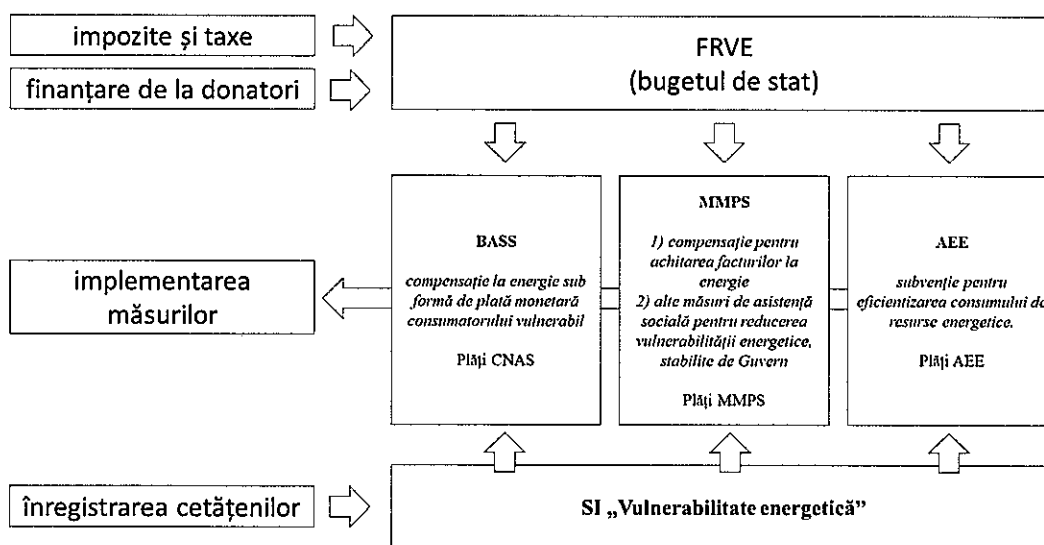 impozite și taxe
finanțare de la donatori
FRVE
(bugetul de stat)
BASS
compensație la energie sub
formă de plată monetară
consumatorului vulnerabil
Plăți CNAS
MMPS
1) compensație pentru
achitarea facturilor la
energie
2) alte măsuri de asistență
socială pentru reducerea
vulnerabilității energetice,
stabilite de Guvern
Plăți MMPS
AEE
subvenție pentru
eficientizarea consumului de
resurse energetice.
Plăți AEE
implementarea
măsurilor
înregistrarea cetățenilor
SI „Vulnerabilitate energetică”